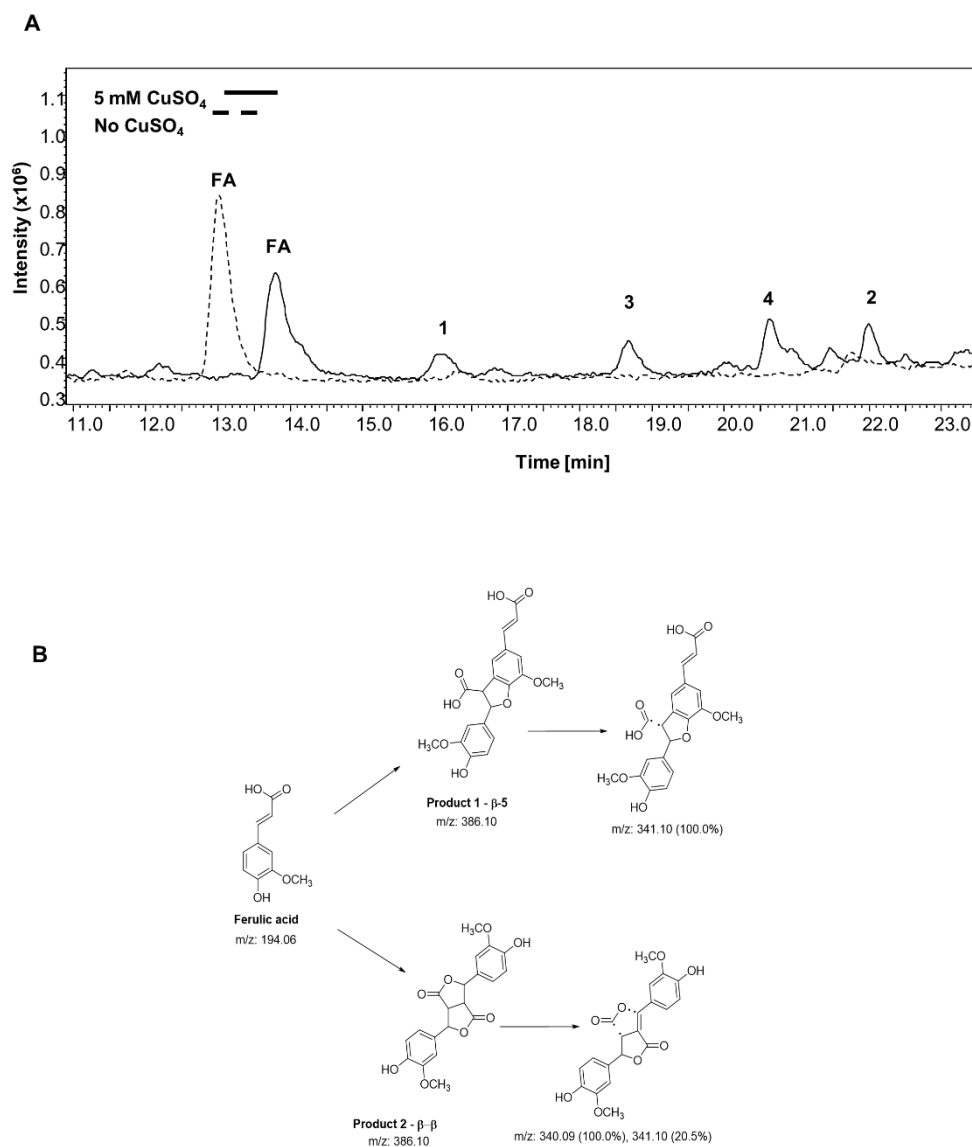 A
5 mM CuSO₄
No CuSO₄
Intensity (x10⁶)
1.1
1.0
0.9
0.8
0.7
0.6
0.5
0.4
0.3
FA
FA
1
3
4
2
11.0 12.0 13.0 14.0 15.0 16.0 17.0 18.0 19.0 20.0 21.0 22.0 23.0
Time [min]
B
HO O
OCH₃
OH
Ferulic acid
m/z: 194.06
HO O
O
HO
O
OCH₃
H₃CO
HO
Product 1 - β-5
m/z: 386.10
HO O
O
HO
O
OCH₃
H₃CO
HO
m/z: 341.10 (100.0%)
H₃CO
OH
O
O
O
O
HO
OCH₃
Product 2 - β-β
m/z: 386.10
H₃CO
OH
O
O
O
O
HO
OCH₃
m/z: 340.09 (100.0%), 341.10 (20.5%)